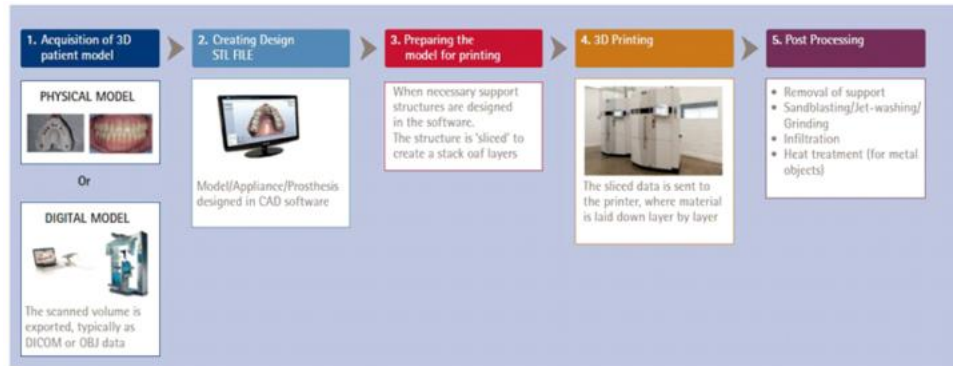 1. Acquisition of 3D
patient model
PHYSICAL MODEL
Or
DIGITAL MODEL
The scanned volume is
exported, typically as
DICOM or OBJ data
2. Creating Design
STL FILE
Model/Appliance/Prosthesis
designed in CAD software
3. Preparing the
model for printing
When necessary support
structures are designed
in the software.
The structure is 'sliced' to
create a stack oaf layers
4. 3D Printing
The sliced data is sent to
the printer, where material
is laid down layer by layer
5. Post Processing
• Removal of support
• Sandblasting/Jet-washing/
Grinding
• Infiltration
• Heat treatment (for metal
objects)